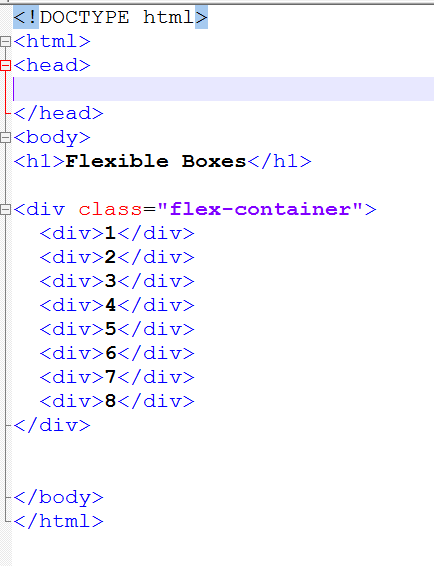 <!DOCTYPE html>
<html>
<head>
</head>
<body>
<h1>Flexible Boxes</h1>
<div class="flex-container">
<div>1</div>
<div>2</div>
<div>3</div>
<div>4</div>
<div>5</div>
<div>6</div>
<div>7</div>
<div>8</div>
</div>
</body>
</html>